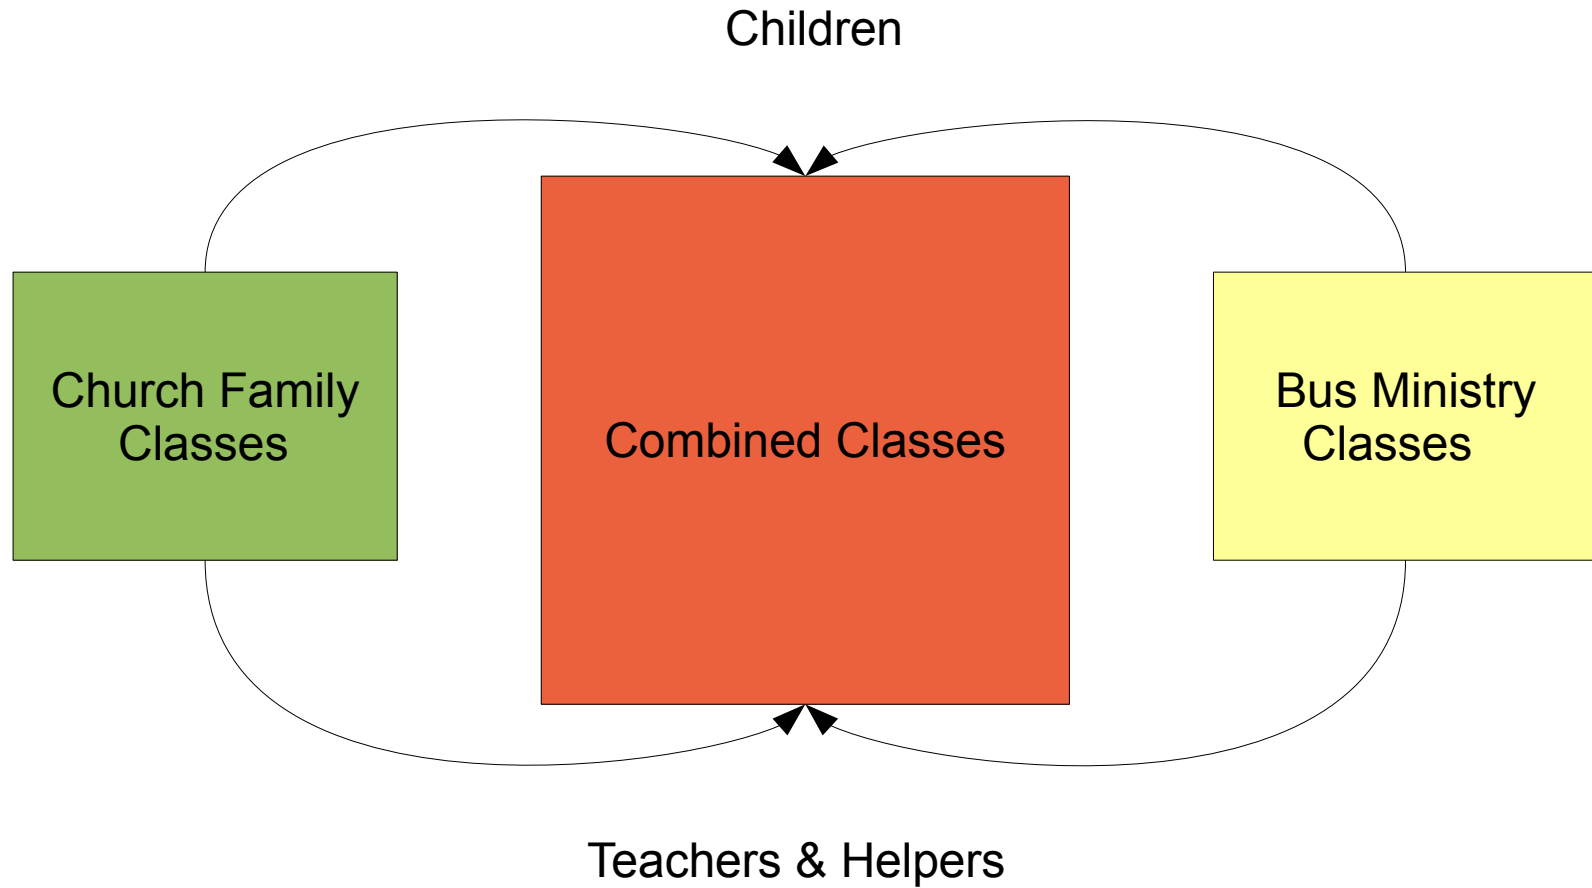 Children
Church Family
Classes
Combined Classes
Bus Ministry
Classes
Teachers & Helpers